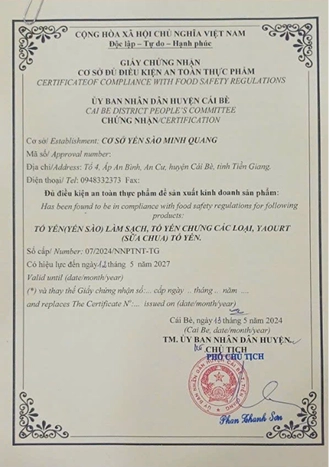 CỘNG HÒA XÃ HỘI CHỦ NGHĨA VIỆT NAM
Độc lập - Tự do - Hạnh phúc
GIẤY CHỨNG NHẬN
CƠ SỞ ĐỦ ĐIỀU KIỆN AN TOÀN THỰC PHẨM
CERTIFICATEOF COMPLIANCE WITH FOOD SAFETY REGULATIONS
ỦY BAN NHÂN DÂN HUYỆN CÁI BÈ
CAI BE DISTRICT PEOPLE'S COMMITTEE
CHỨNG NHẬN/CERTIFICATION
Cơ sở/ Establishment: CƠ SỞ YẾN SÀO MINH QUANG
Mã số/ Approval number:
Địa chỉ/Address: Tổ 4, Ấp An Bình, An Cư, huyện Cái Bè, tỉnh Tiền Giang.
Điện thoại/ Tel: 0948332373 Fax:
Đủ điều kiện an toàn thực phẩm để sản xuất kinh doanh sản phẩm:
Has been found to be in compliance with food safety regulations for following
products:
TỔ YẾN(YẾN SÀO) LÀM SẠCH, TỔ YẾN CHƯNG CÁC LOẠI, YAOURT
(SỮA CHUA) TỔ YẾN.
Số cấp/ Number: 07/2024/NNPTNT-TG
Có hiệu lực đến ngày tháng 5 năm 2027
Valid until (date/month/year)
(*) và thay thế Giấy chứng nhận số:... cấp ngày .. tháng.. năm ....
and replaces The Certificate N°... issued on (date/month/year)
Cái Bè, ngày 13 tháng 5 năm 2024
(Cai Be, date/month/year)
TM. ỦY BAN NHÂN DÂN HUYỆN
CHỦ TỊCH
PHÓ CHỦ TỊCH
Phan Thanh Sơn